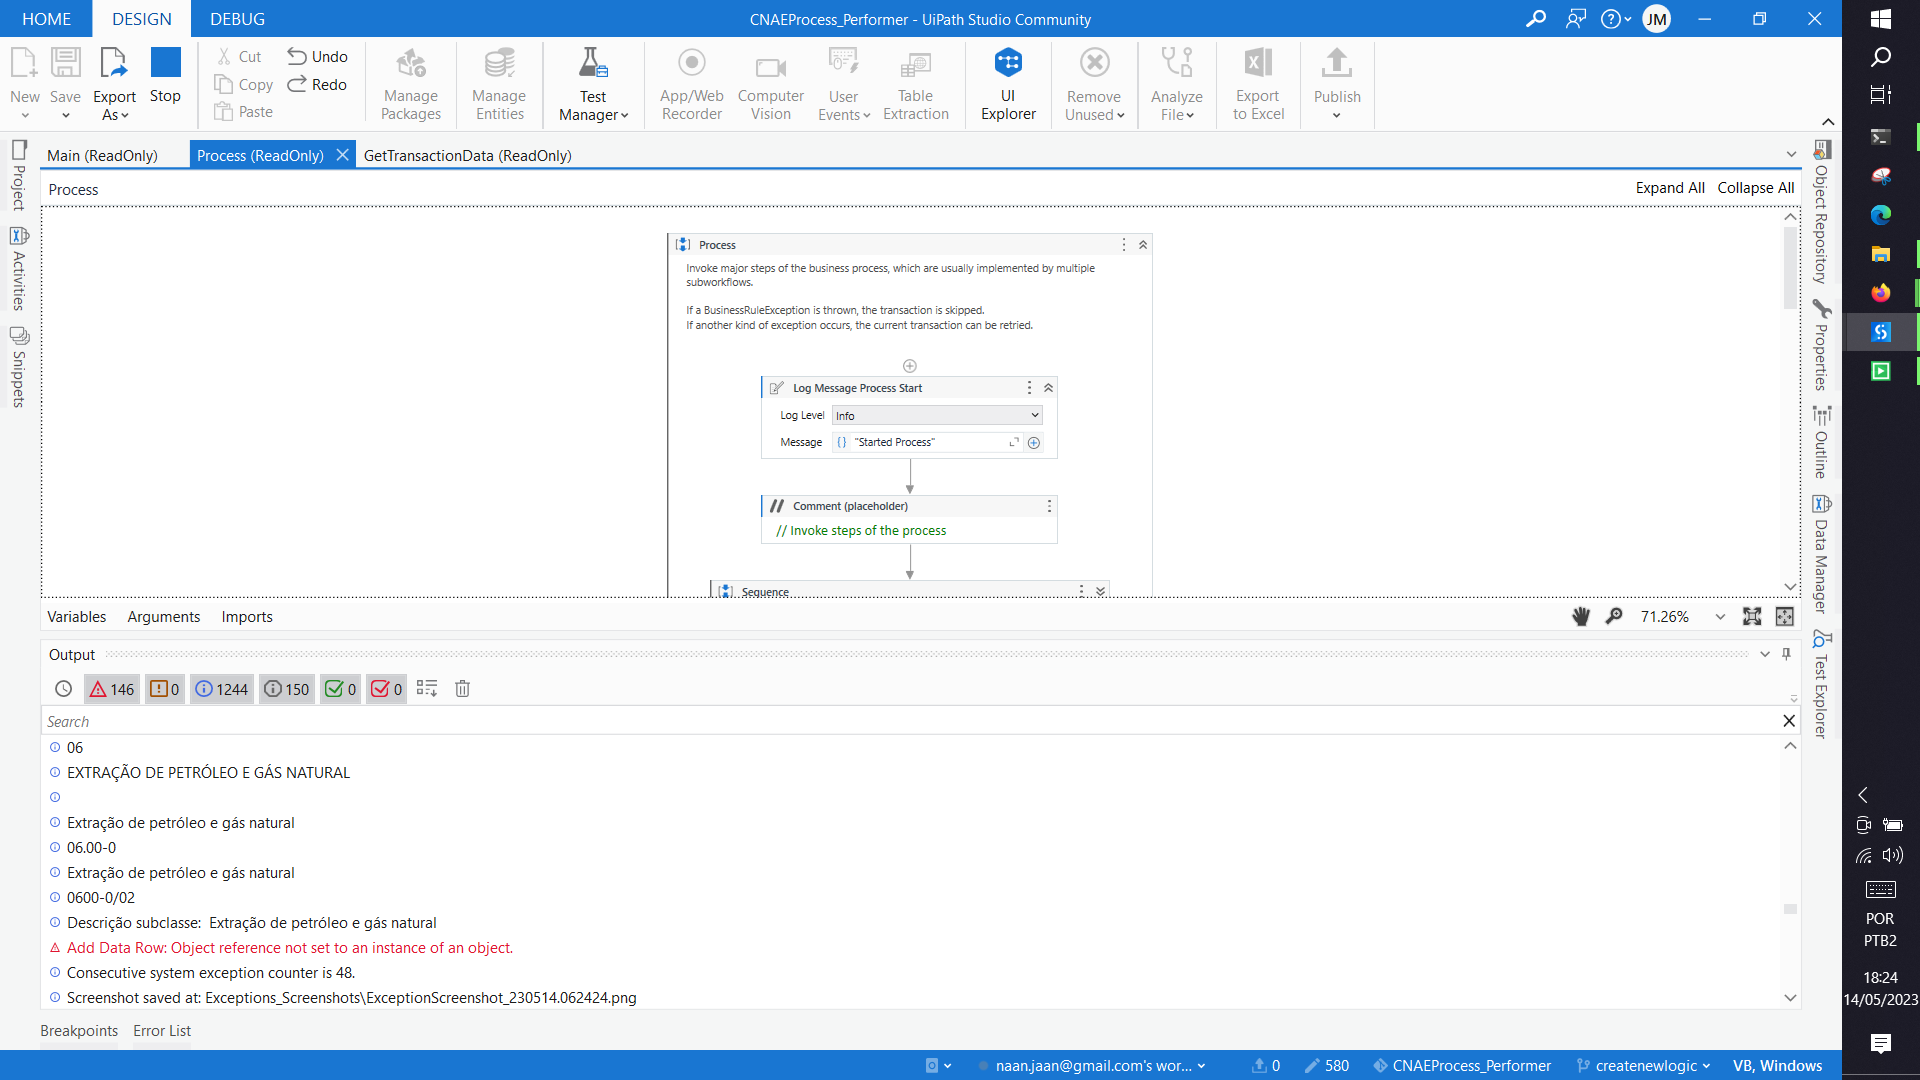 HOME DESIGN DEBUG
CNAEProcess_Performer - UiPath Studio Community
JM
New
Save
Export As
Stop
Cut
Copy
Paste
Undo
Redo
Manage Packages
Manage Entities
Test Manager
App/Web Recorder
Computer Vision
User Events
Table Extraction
UI Explorer
Remove Unused
Analyze File
Export to Excel
Publish
Main (ReadOnly)
Process (ReadOnly)
GetTransactionData (ReadOnly)
Process
Expand All Collapse All
Project
Activities
Snippets
Process
Invoke major steps of the business process, which are usually implemented by multiple
subworkflows.
If a BusinessRuleException is thrown, the transaction is skipped.
If another kind of exception occurs, the current transaction can be retried.
Log Message Process Start
Log Level Info
Message "Started Process"
Comment (placeholder)
// Invoke steps of the process
Sequence
Object Repository
Properties
Outline
Data Manager
Test Explorer
Variables Arguments Imports
71.26%
Output
146 0 1244 150 0 0
Search
06
EXTRAÇÃO DE PETRÓLEO E GÁS NATURAL
Extração de petróleo e gás natural
06.00-0
Extração de petróleo e gás natural
0600-0/02
Descrição subclasse:  Extração de petróleo e gás natural
Add Data Row: Object reference not set to an instance of an object.
Consecutive system exception counter is 48.
Screenshot saved at: Exceptions_Screenshots\ExceptionScreenshot_230514.062424.png
Breakpoints Error List
naan.jaan@gmail.com's wor...
0
580
CNAEProcess_Performer
createnewlogic
VB, Windows
POR
PTB2
18:24
14/05/2023